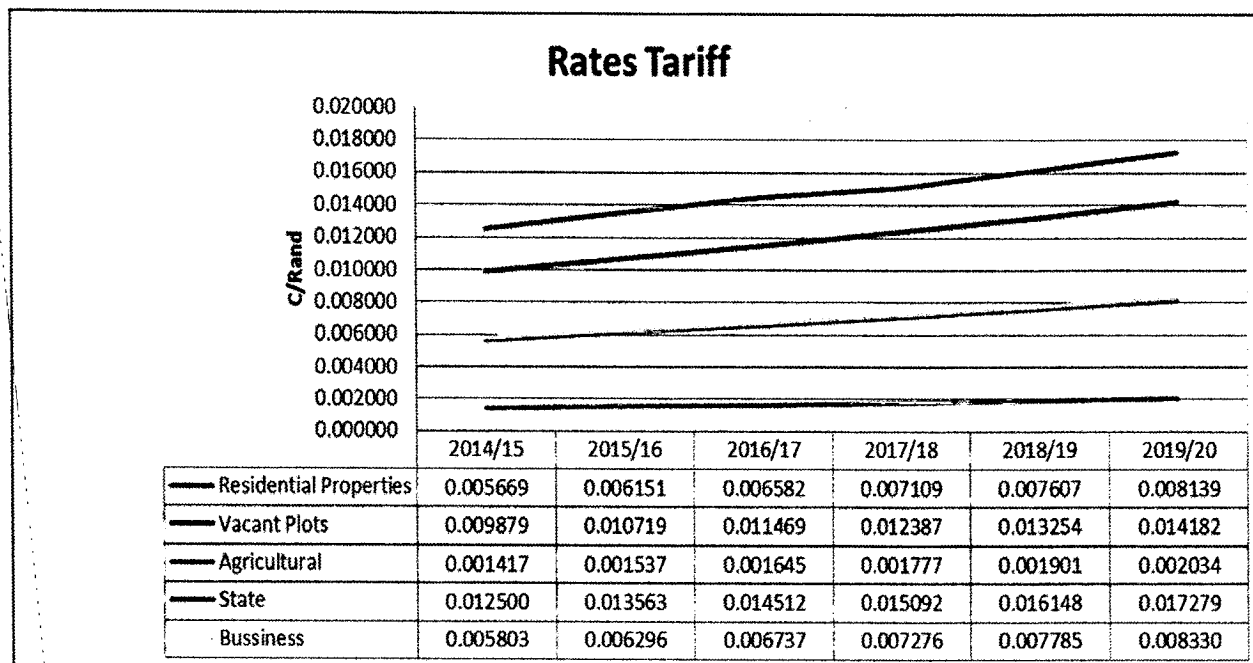 Rates Tariff
C/Rand
0.020000
0.018000
0.016000
0.014000
0.012000
0.010000
0.008000
0.006000
0.004000
0.002000
0.000000
2014/15 2015/16 2016/17 2017/18 2018/19 2019/20
Residential Properties 0.005669 0.006151 0.006582 0.007109 0.007607 0.008139
Vacant Plots 0.009879 0.010719 0.011469 0.012387 0.013254 0.014182
Agricultural 0.001417 0.001537 0.001645 0.001777 0.001901 0.002034
State 0.012500 0.013563 0.014512 0.015092 0.016148 0.017279
Bussiness 0.005803 0.006296 0.006737 0.007276 0.007785 0.008330